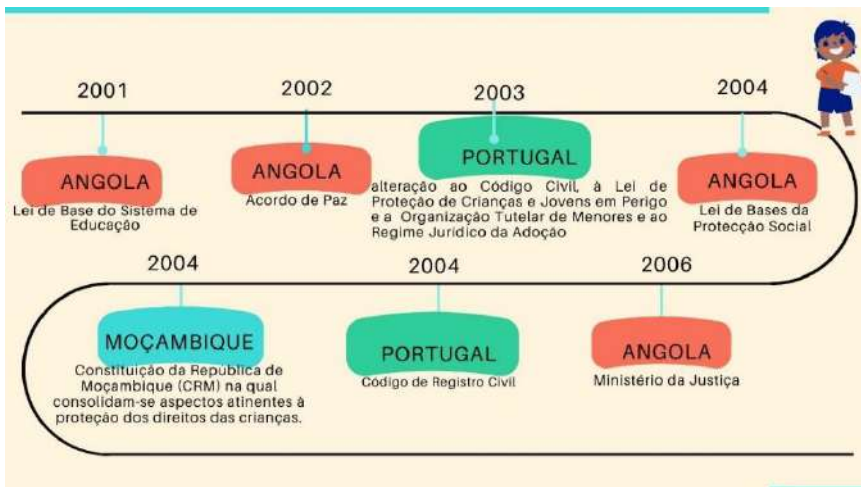 2001
2002
2003
2004
ANGOLA
Lei de Base do Sistema de
Educação
ANGOLA
Acordo de Paz
PORTUGAL
alteração ao Código Civil, à Lei de
Proteção de Crianças e Jovens em Perigo
e a Organização Tutelar de Menores e ao
Regime Jurídico da Adoção
ANGOLA
Lei de Bases da
Protecção Social
2004
2004
2006
MOÇAMBIQUE
Constituição da República de
Moçambique (CRM) na qual
consolidam-se aspectos atinentes à
proteção dos direitos das crianças.
PORTUGAL
Código de Registro Civil
ANGOLA
Ministério da Justiça